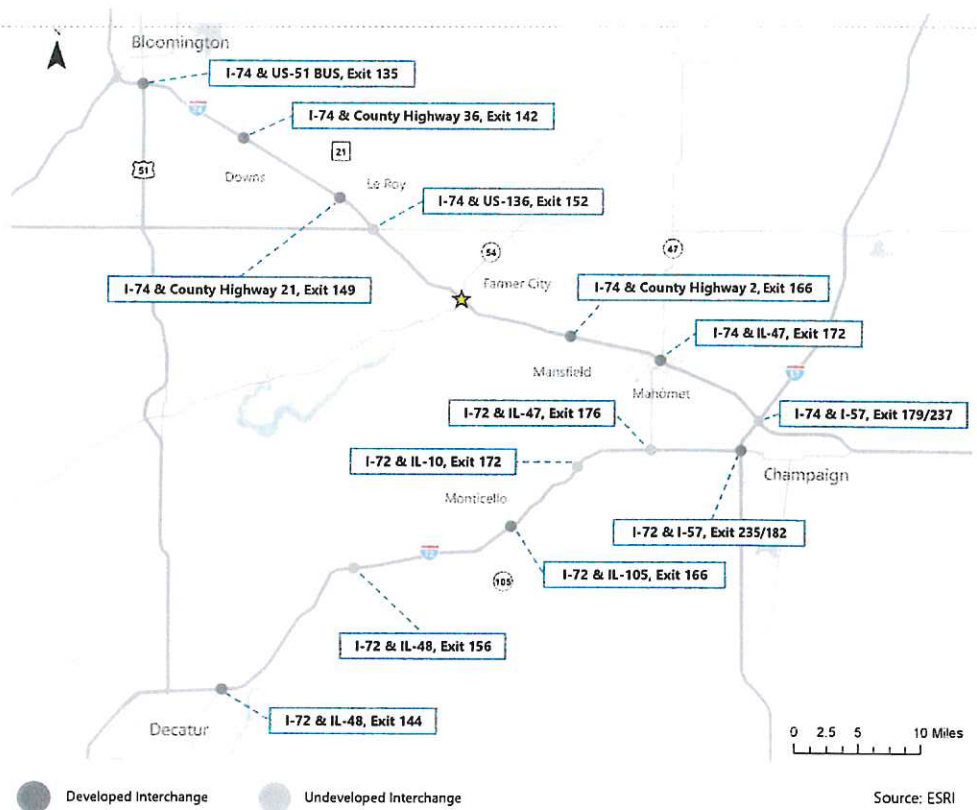 N
Bloomington
I-74 & US-51 BUS, Exit 135
74
I-74 & County Highway 36, Exit 142
51
21
Downs
Le Roy
I-74 & US-136, Exit 152
54
47
I-74 & County Highway 21, Exit 149
Farmer City
I-74 & County Highway 2, Exit 166
I-74 & IL-47, Exit 172
Mansfield
Mahomet
57
I-72 & IL-47, Exit 176
I-74 & I-57, Exit 179/237
I-72 & IL-10, Exit 172
Champaign
Monticello
I-72 & I-57, Exit 235/182
72
105
I-72 & IL-105, Exit 166
I-72 & IL-48, Exit 156
Decatur
I-72 & IL-48, Exit 144
0 2.5 5 10 Miles
Developed Interchange
Undeveloped Interchange
Source: ESRI